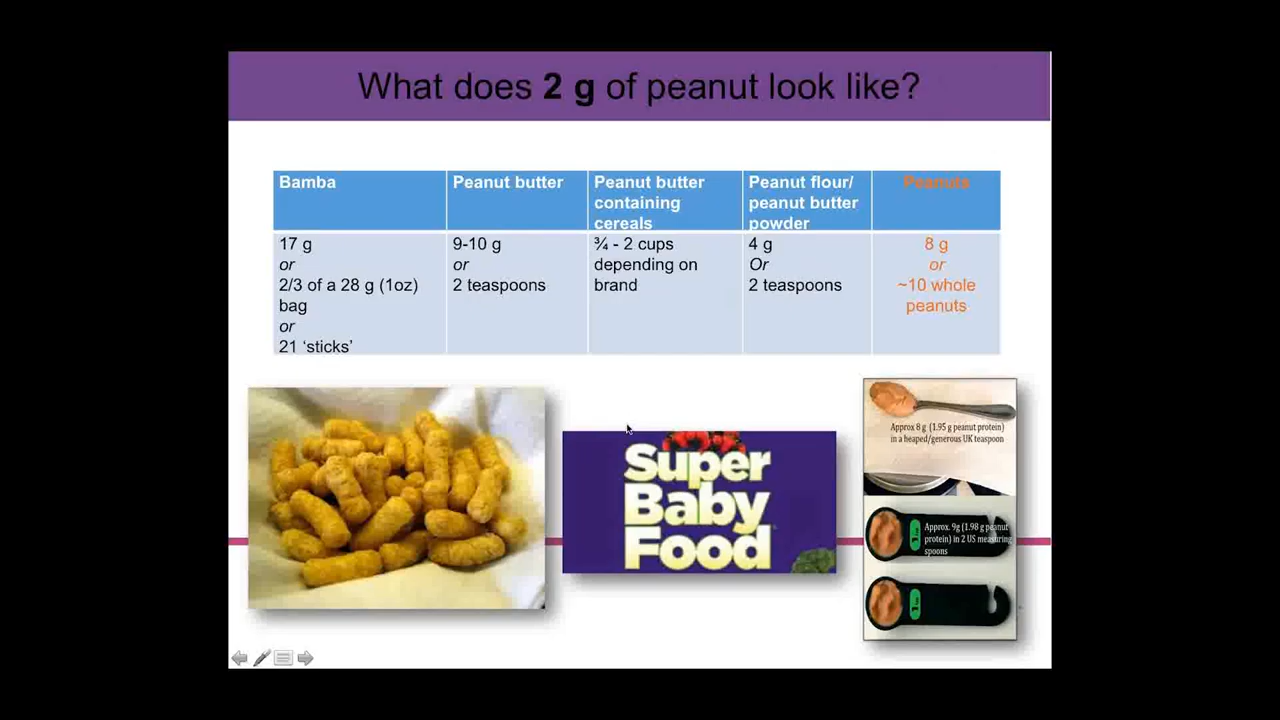 What does 2 g of peanut look like?
Bamba
Peanut butter
Peanut butter
containing
cereals
Peanut flour/
peanut butter
powder
Peanuts
17 g
or
2/3 of a 28 g (1oz)
bag
or
21 ‘sticks’
9-10 g
or
2 teaspoons
¾ - 2 cups
depending on
brand
4 g
Or
2 teaspoons
8 g
or
~10 whole
peanuts
Super
Baby
Food
Approx 8 g (1.95 g peanut protein)
in a heaped/generous UK teaspoon
Approx. 9g (1.98 g peanut
protein) in 2 US measuring
spoons